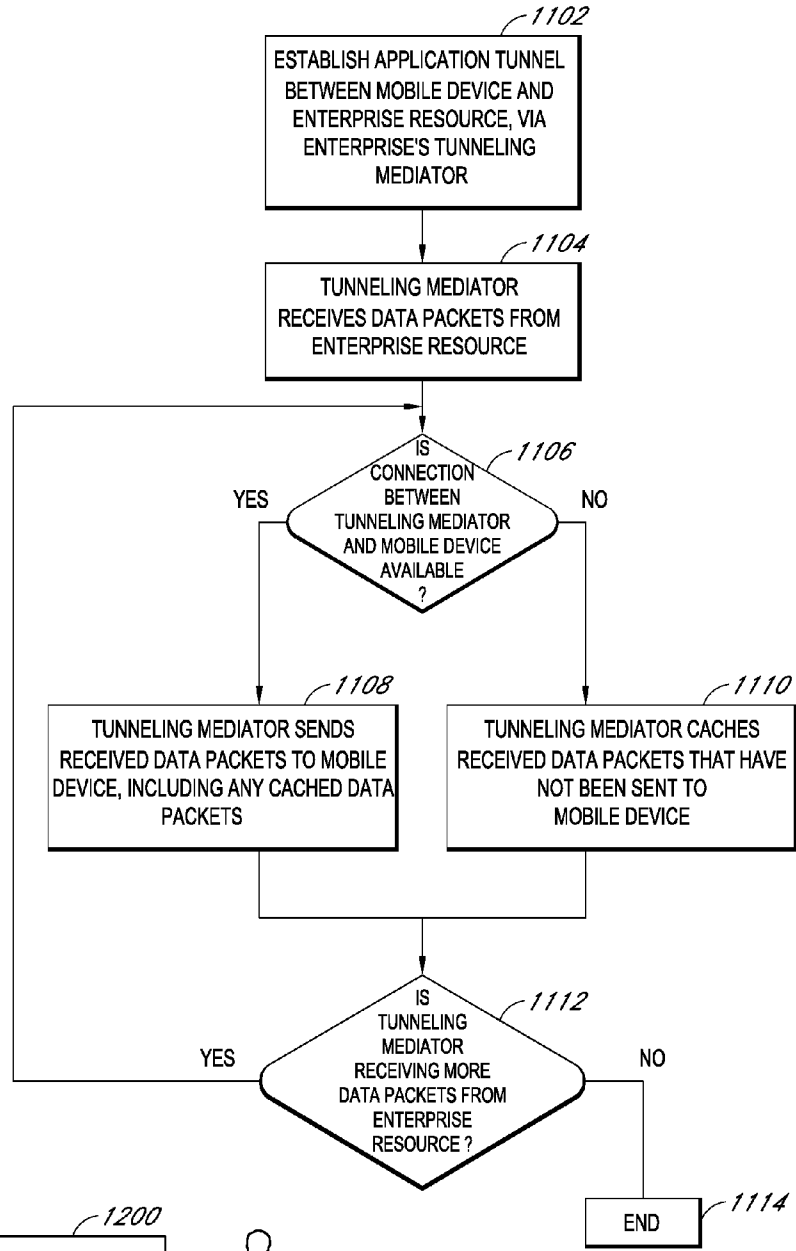 1102
ESTABLISH APPLICATION TUNNEL
BETWEEN MOBILE DEVICE AND
ENTERPRISE RESOURCE, VIA
ENTERPRISE'S TUNNELING
MEDIATOR
1104
TUNNELING MEDIATOR
RECEIVES DATA PACKETS FROM
ENTERPRISE RESOURCE
1106
IS
CONNECTION
BETWEEN
TUNNELING MEDIATOR
AND MOBILE DEVICE
AVAILABLE
?
YES
NO
1108
TUNNELING MEDIATOR SENDS
RECEIVED DATA PACKETS TO MOBILE
DEVICE, INCLUDING ANY CACHED DATA
PACKETS
1110
TUNNELING MEDIATOR CACHES
RECEIVED DATA PACKETS THAT HAVE
NOT BEEN SENT TO
MOBILE DEVICE
1112
IS
TUNNELING
MEDIATOR
RECEIVING MORE
DATA PACKETS FROM
ENTERPRISE
RESOURCE ?
YES
NO
1114
END
1200